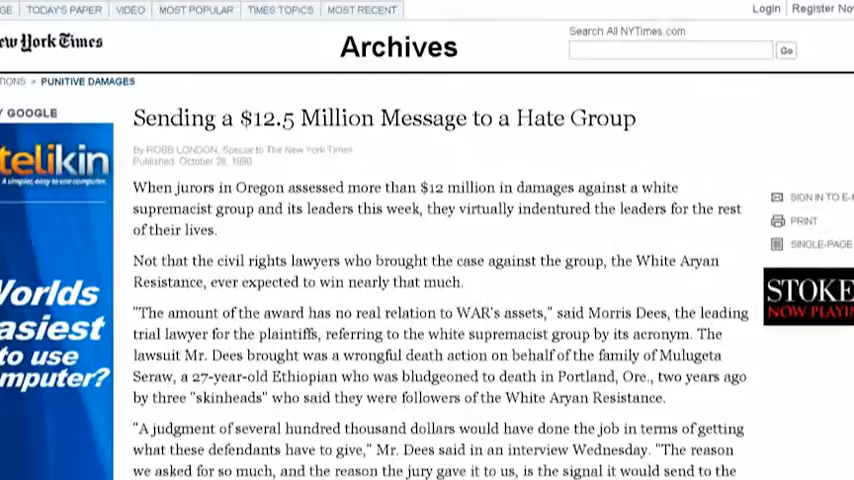 GE TODAY'S PAPER VIDEO MOST POPULAR TIMES TOPICS MOST RECENT
Login Register Now
ew York Times
Archives
Search All NYTimes.com
Go
TIONS » PUNITIVE DAMAGES
Y GOOGLE
telikin
A simpler, easy to use computer.
Worlds
asiest
to use
mputer?
Sending a $12.5 Million Message to a Hate Group
By ROBB LONDON, Special to The New York Times
Published: October 26, 1990
When jurors in Oregon assessed more than $12 million in damages against a white
supremacist group and its leaders this week, they virtually indentured the leaders for the rest
of their lives.
Not that the civil rights lawyers who brought the case against the group, the White Aryan
Resistance, ever expected to win nearly that much.
"The amount of the award has no real relation to WAR's assets," said Morris Dees, the leading
trial lawyer for the plaintiffs, referring to the white supremacist group by its acronym. The
lawsuit Mr. Dees brought was a wrongful death action on behalf of the family of Mulugeta
Seraw, a 27-year-old Ethiopian who was bludgeoned to death in Portland, Ore., two years ago
by three "skinheads" who said they were followers of the White Aryan Resistance.
"A judgment of several hundred thousand dollars would have done the job in terms of getting
what these defendants have to give," Mr. Dees said in an interview Wednesday. "The reason
we asked for so much, and the reason the jury gave it to us, is the signal it would send to the
SIGN IN TO E-M
PRINT
SINGLE-PAGE
STOKE
NOW PLAYIN